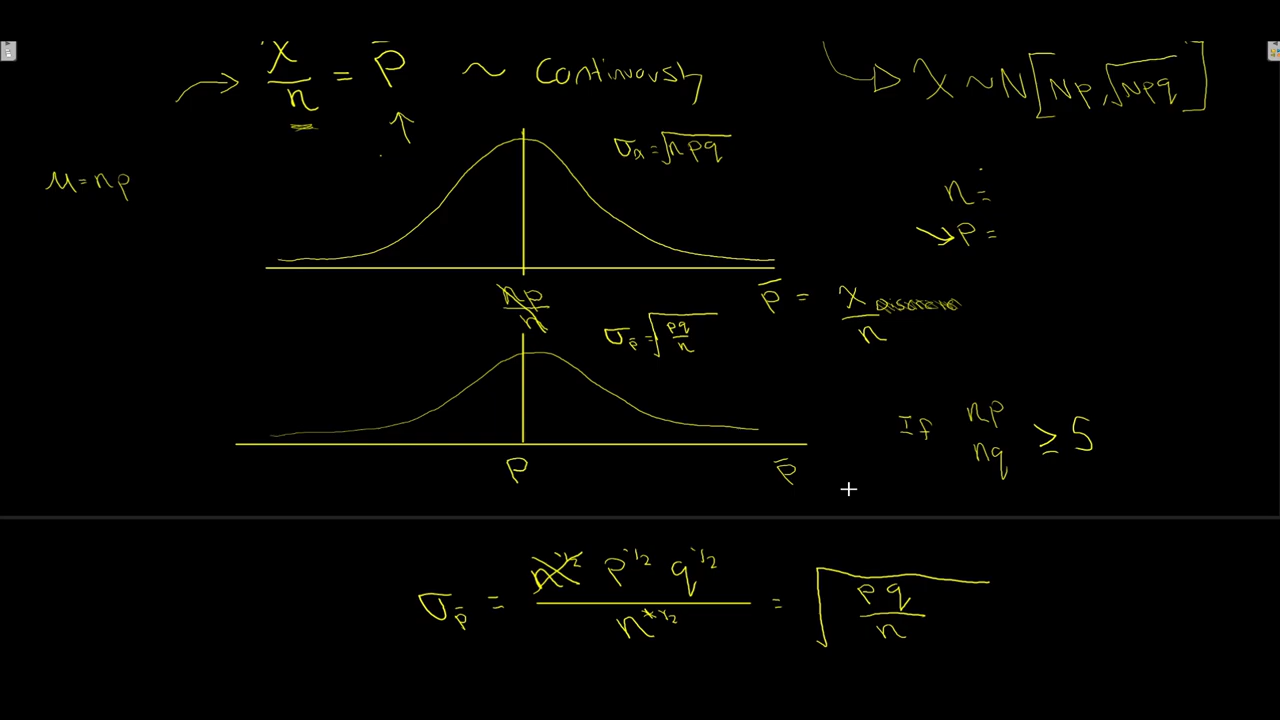 x/n = p̄ ~ Continuously
X ~ N[Np, √Npq]
σx = √npq
μ = np
n =
→ p =
np/n
p̄ = x/n
σp̄ = √pq/n
If np nq ≥ 5
P
p̄
σp̄ = n^1/2 p^1/2 q^1/2 / n^1/2 = √pq/n